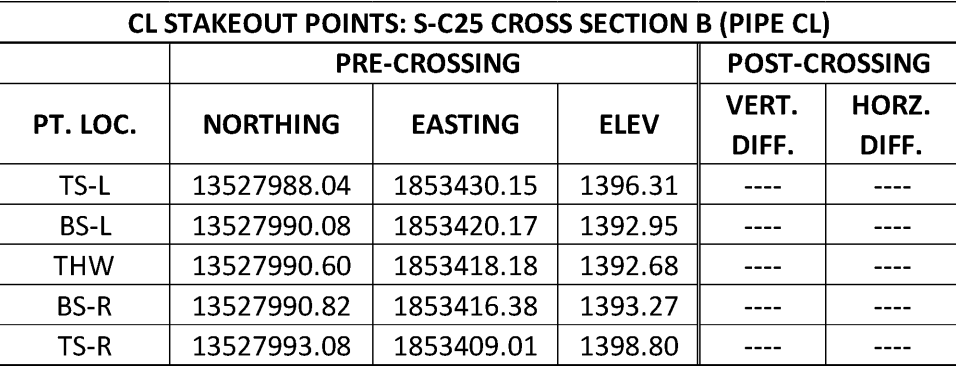 CL STAKEOUT POINTS: S-C25 CROSS SECTION B (PIPE CL)
PRE-CROSSING POST-CROSSING
PT. LOC. NORTHING EASTING ELEV VERT. DIFF. HORZ. DIFF.
TS-L 13527988.04 1853430.15 1396.31 ---- ----
BS-L 13527990.08 1853420.17 1392.95 ---- ----
THW 13527990.60 1853418.18 1392.68 ---- ----
BS-R 13527990.82 1853416.38 1393.27 ---- ----
TS-R 13527993.08 1853409.01 1398.80 ---- ----